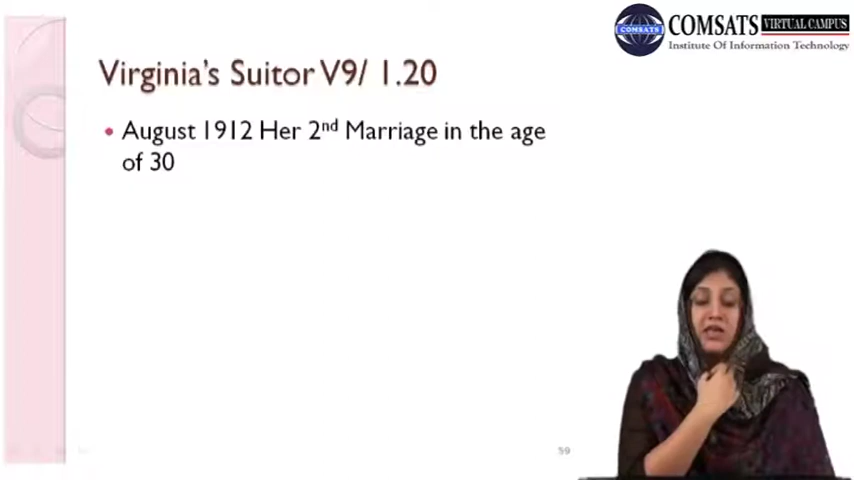 COMSATS VIRTUAL CAMPUS
COMSATS
Institute Of Information Technology
Virginia's Suitor V9/ 1.20
• August 1912 Her 2nd Marriage in the age
of 30
59